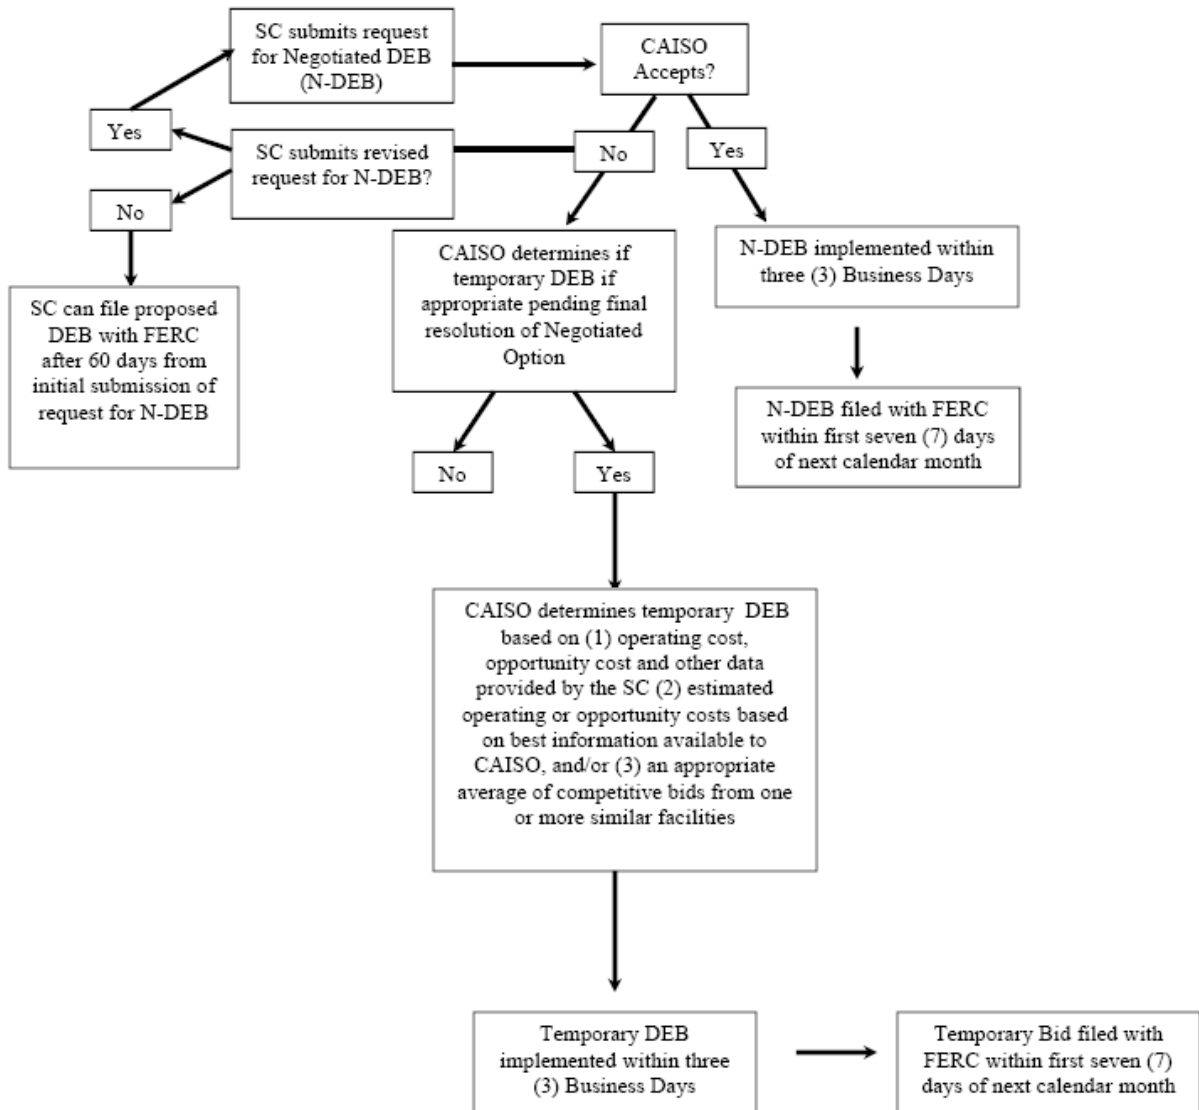 SC submits request
for Negotiated DEB
(N-DEB)
CAISO
Accepts?
Yes
SC submits revised
request for N-DEB?
No
Yes
No
CAISO determines if
temporary DEB if
appropriate pending final
resolution of Negotiated
Option
N-DEB implemented within
three (3) Business Days
SC can file proposed
DEB with FERC
after 60 days from
initial submission of
request for N-DEB
N-DEB filed with FERC
within first seven (7) days
of next calendar month
No
Yes
CAISO determines temporary DEB
based on (1) operating cost,
opportunity cost and other data
provided by the SC (2) estimated
operating or opportunity costs based
on best information available to
CAISO, and/or (3) an appropriate
average of competitive bids from one
or more similar facilities
Temporary DEB
implemented within three
(3) Business Days
Temporary Bid filed with
FERC within first seven (7)
days of next calendar month